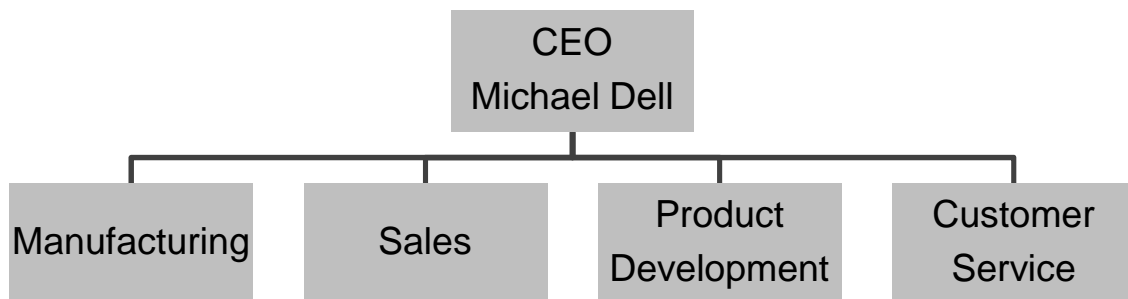 CEO
Michael Dell
Manufacturing
Sales
Product
Development
Customer
Service